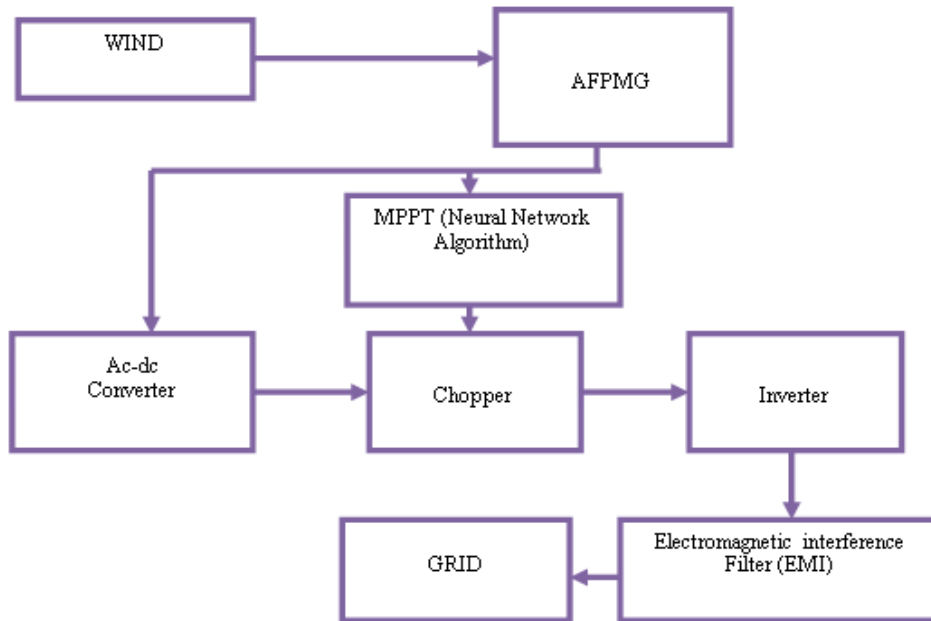 WIND
AFPMG
MPPT (Neural Network
Algorithm)
Ac-dc
Converter
Chopper
Inverter
Electromagnetic interference
Filter (EMI)
GRID